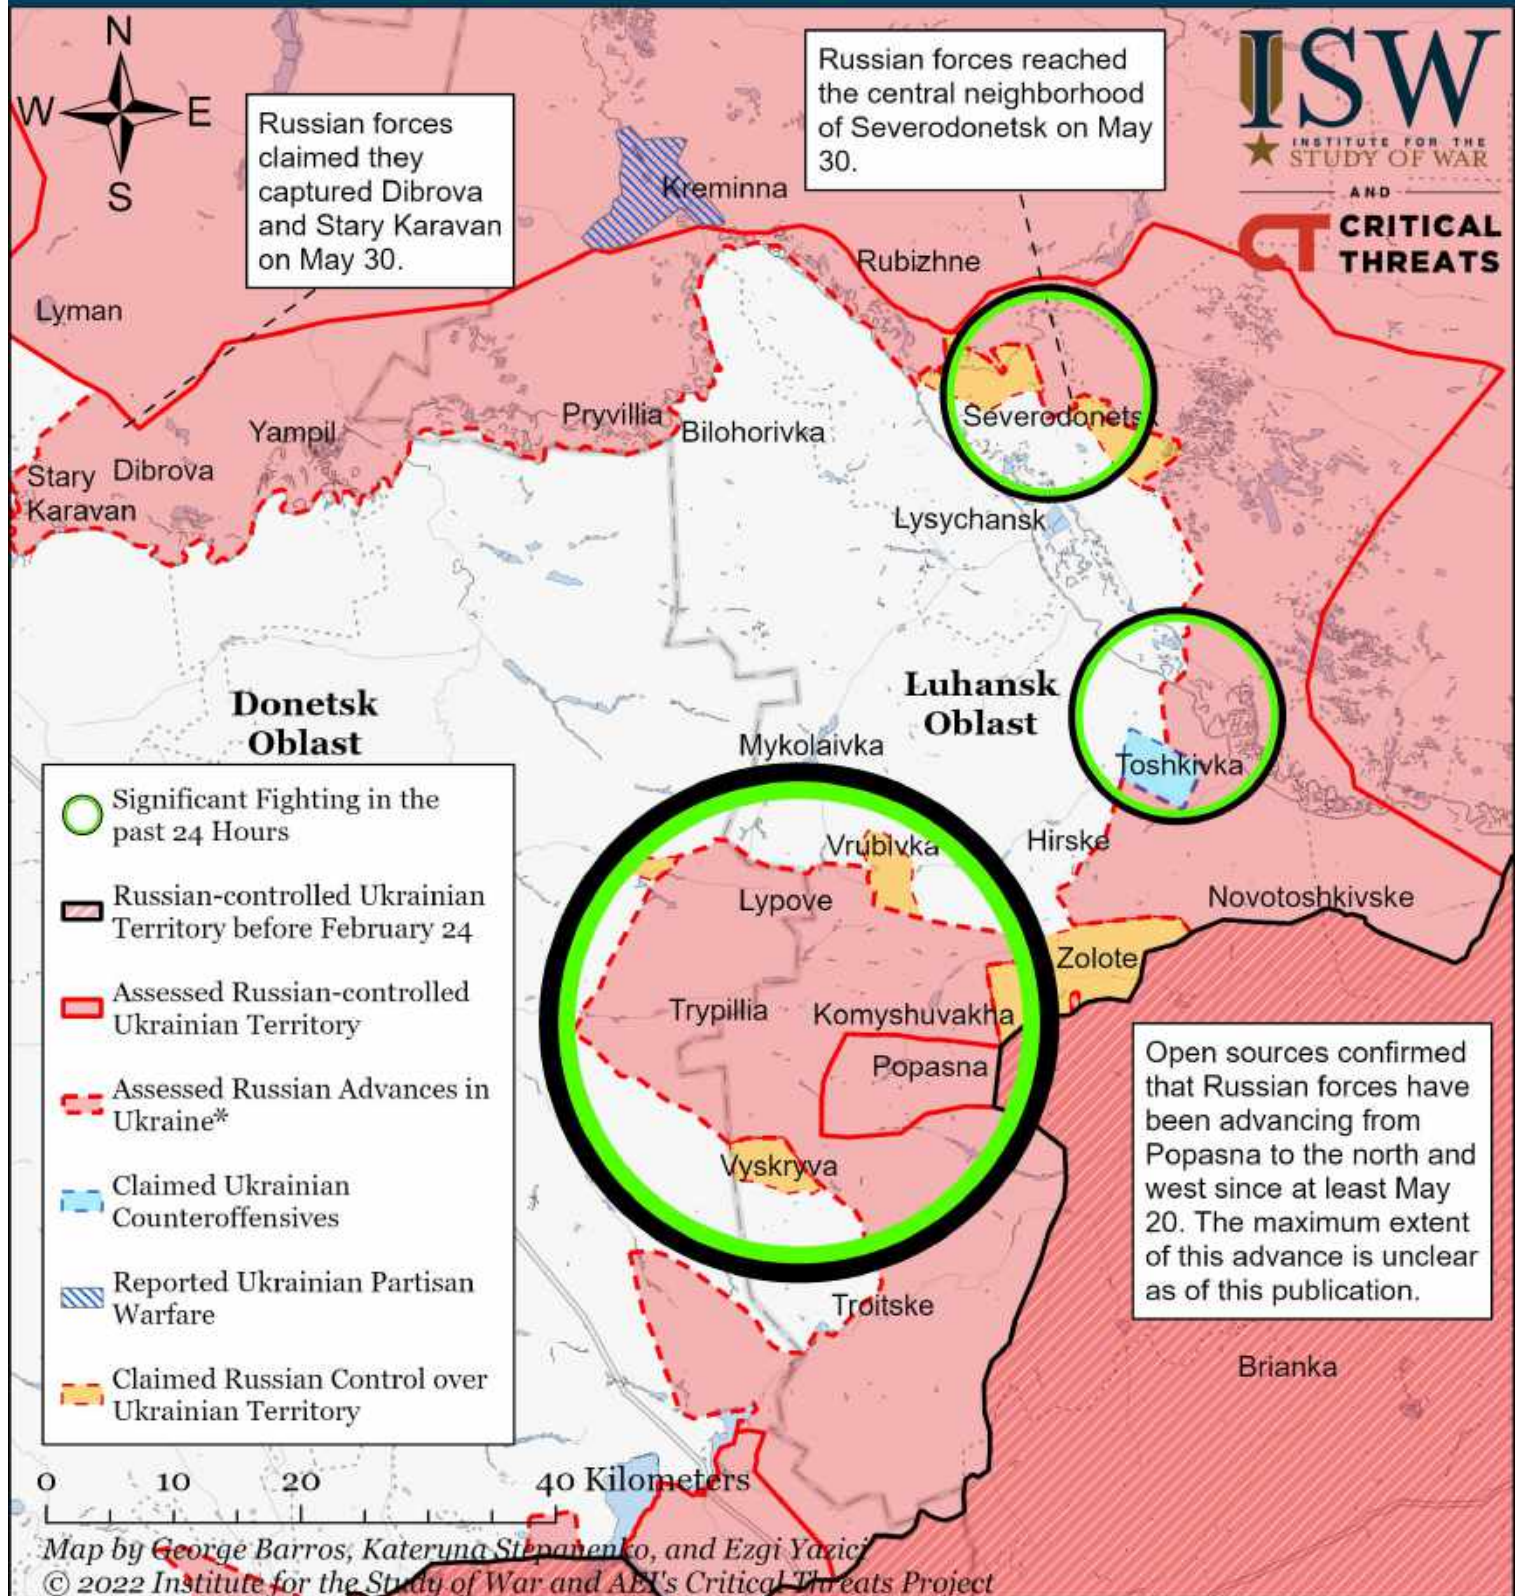 N
W
E
S
Russian forces
claimed they
captured Dibrova
and Stary Karavan
on May 30.
Russian forces reached
the central neighborhood
of Severodonetsk on May
30.
ISW
INSTITUTE FOR THE
STUDY OF WAR
AND
CT
CRITICAL
THREATS
Kreminna
Rubizhne
Lyman
Severodonetsk
Pryvillia
Bilohorivka
Yampil
Stary
Karavan
Dibrova
Lysychansk
Donetsk
Oblast
Luhansk
Oblast
Mykolaivka
Toshkivka
Vrubivka
Hirske
Lypove
Novotoshkivske
Zolote
Trypillia
Komyshuvakha
Popasna
Vyskryva
Troitske
Brianka
Open sources confirmed
that Russian forces have
been advancing from
Popasna to the north and
west since at least May
20. The maximum extent
of this advance is unclear
as of this publication.
Significant Fighting in the
past 24 Hours
Russian-controlled Ukrainian
Territory before February 24
Assessed Russian-controlled
Ukrainian Territory
Assessed Russian Advances in
Ukraine*
Claimed Ukrainian
Counteroffensives
Reported Ukrainian Partisan
Warfare
Claimed Russian Control over
Ukrainian Territory
0 10 20 40 Kilometers
Map by George Barros, Kateryna Stepanenko, and Ezgi Yazici
© 2022 Institute for the Study of War and AEI's Critical Threats Project